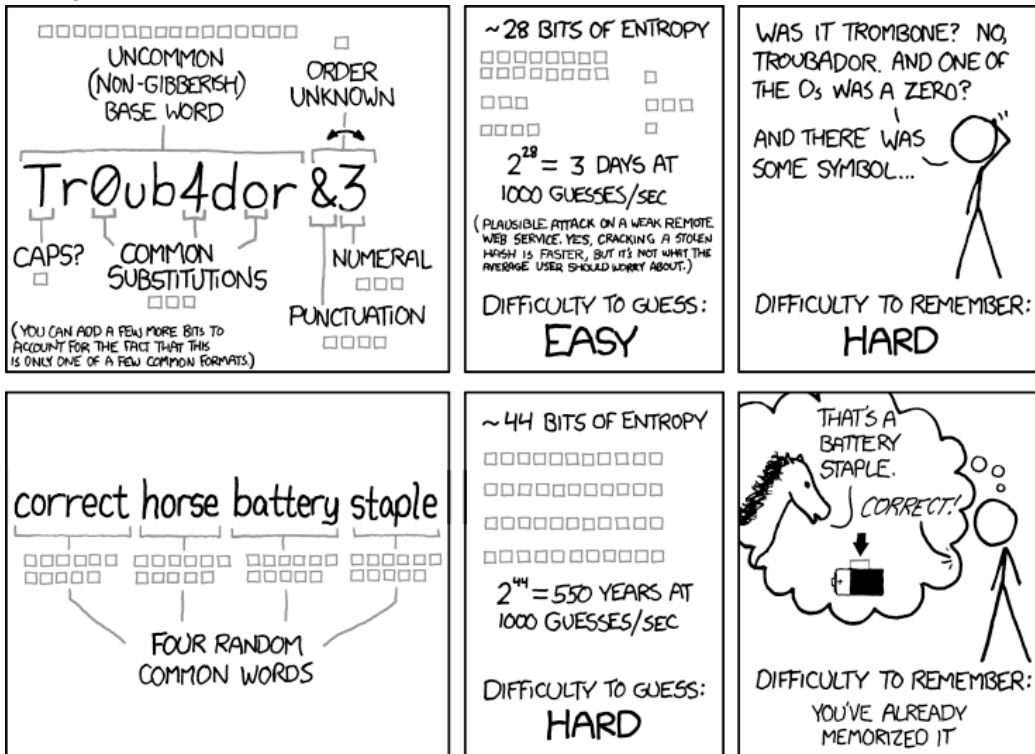 UNCOMMON
(NON-GIBBERISH)
BASE WORD
ORDER
UNKNOWN
Tr0ub4dor &3
CAPS?
COMMON
SUBSTITUTIONS
NUMERAL
PUNCTUATION
(YOU CAN ADD A FEW MORE BITS TO
ACCOUNT FOR THE FACT THAT THIS
IS ONLY ONE OF A FEW COMMON FORMATS.)
~28 BITS OF ENTROPY
2^28 = 3 DAYS AT
1000 GUESSES/SEC
(PLAUSIBLE ATTACK ON A WEAK REMOTE
WEB SERVICE. YES, CRACKING A STOLEN
HASH IS FASTER, BUT IT'S NOT WHAT THE
AVERAGE USER SHOULD WORRY ABOUT.)
DIFFICULTY TO GUESS:
EASY
WAS IT TROMBONE? NO,
TROUBADOR. AND ONE OF
THE Os WAS A ZERO?
AND THERE WAS
SOME SYMBOL...
DIFFICULTY TO REMEMBER:
HARD
correct horse battery staple
FOUR RANDOM
COMMON WORDS
~44 BITS OF ENTROPY
2^44 = 550 YEARS AT
1000 GUESSES/SEC
DIFFICULTY TO GUESS:
HARD
THAT'S A
BATTERY
STAPLE.
CORRECT!
DIFFICULTY TO REMEMBER:
YOU'VE ALREADY
MEMORIZED IT